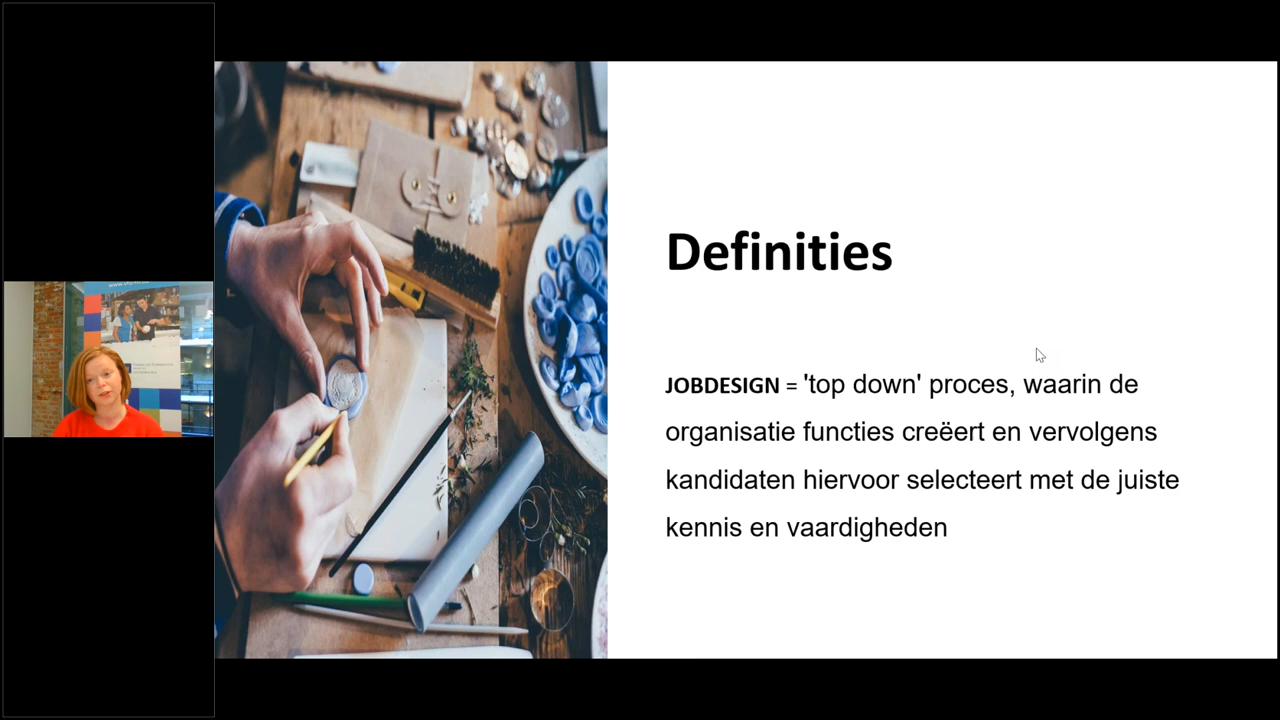 Definities
JOBDESIGN = 'top down' proces, waarin de
organisatie functies creëert en vervolgens
kandidaten hiervoor selecteert met de juiste
kennis en vaardigheden